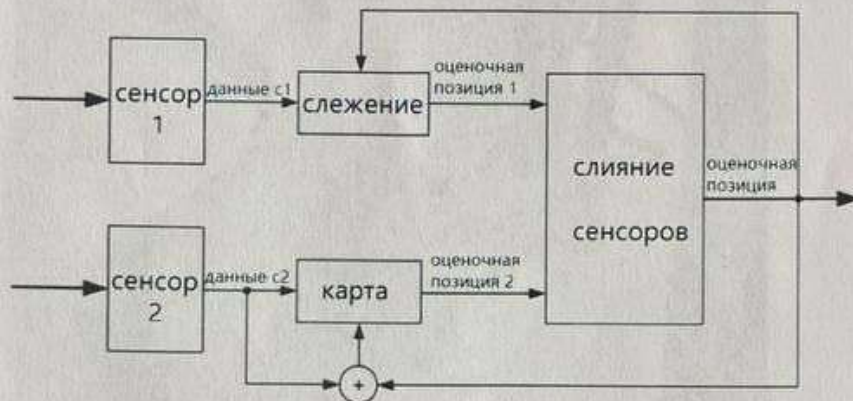 сенсор
1
данные с1
слежение
оценочная
позиция 1
слияние
сенсоров
оценочная
позиция
сенсор
2
данные с2
карта
оценочная
позиция 2
+